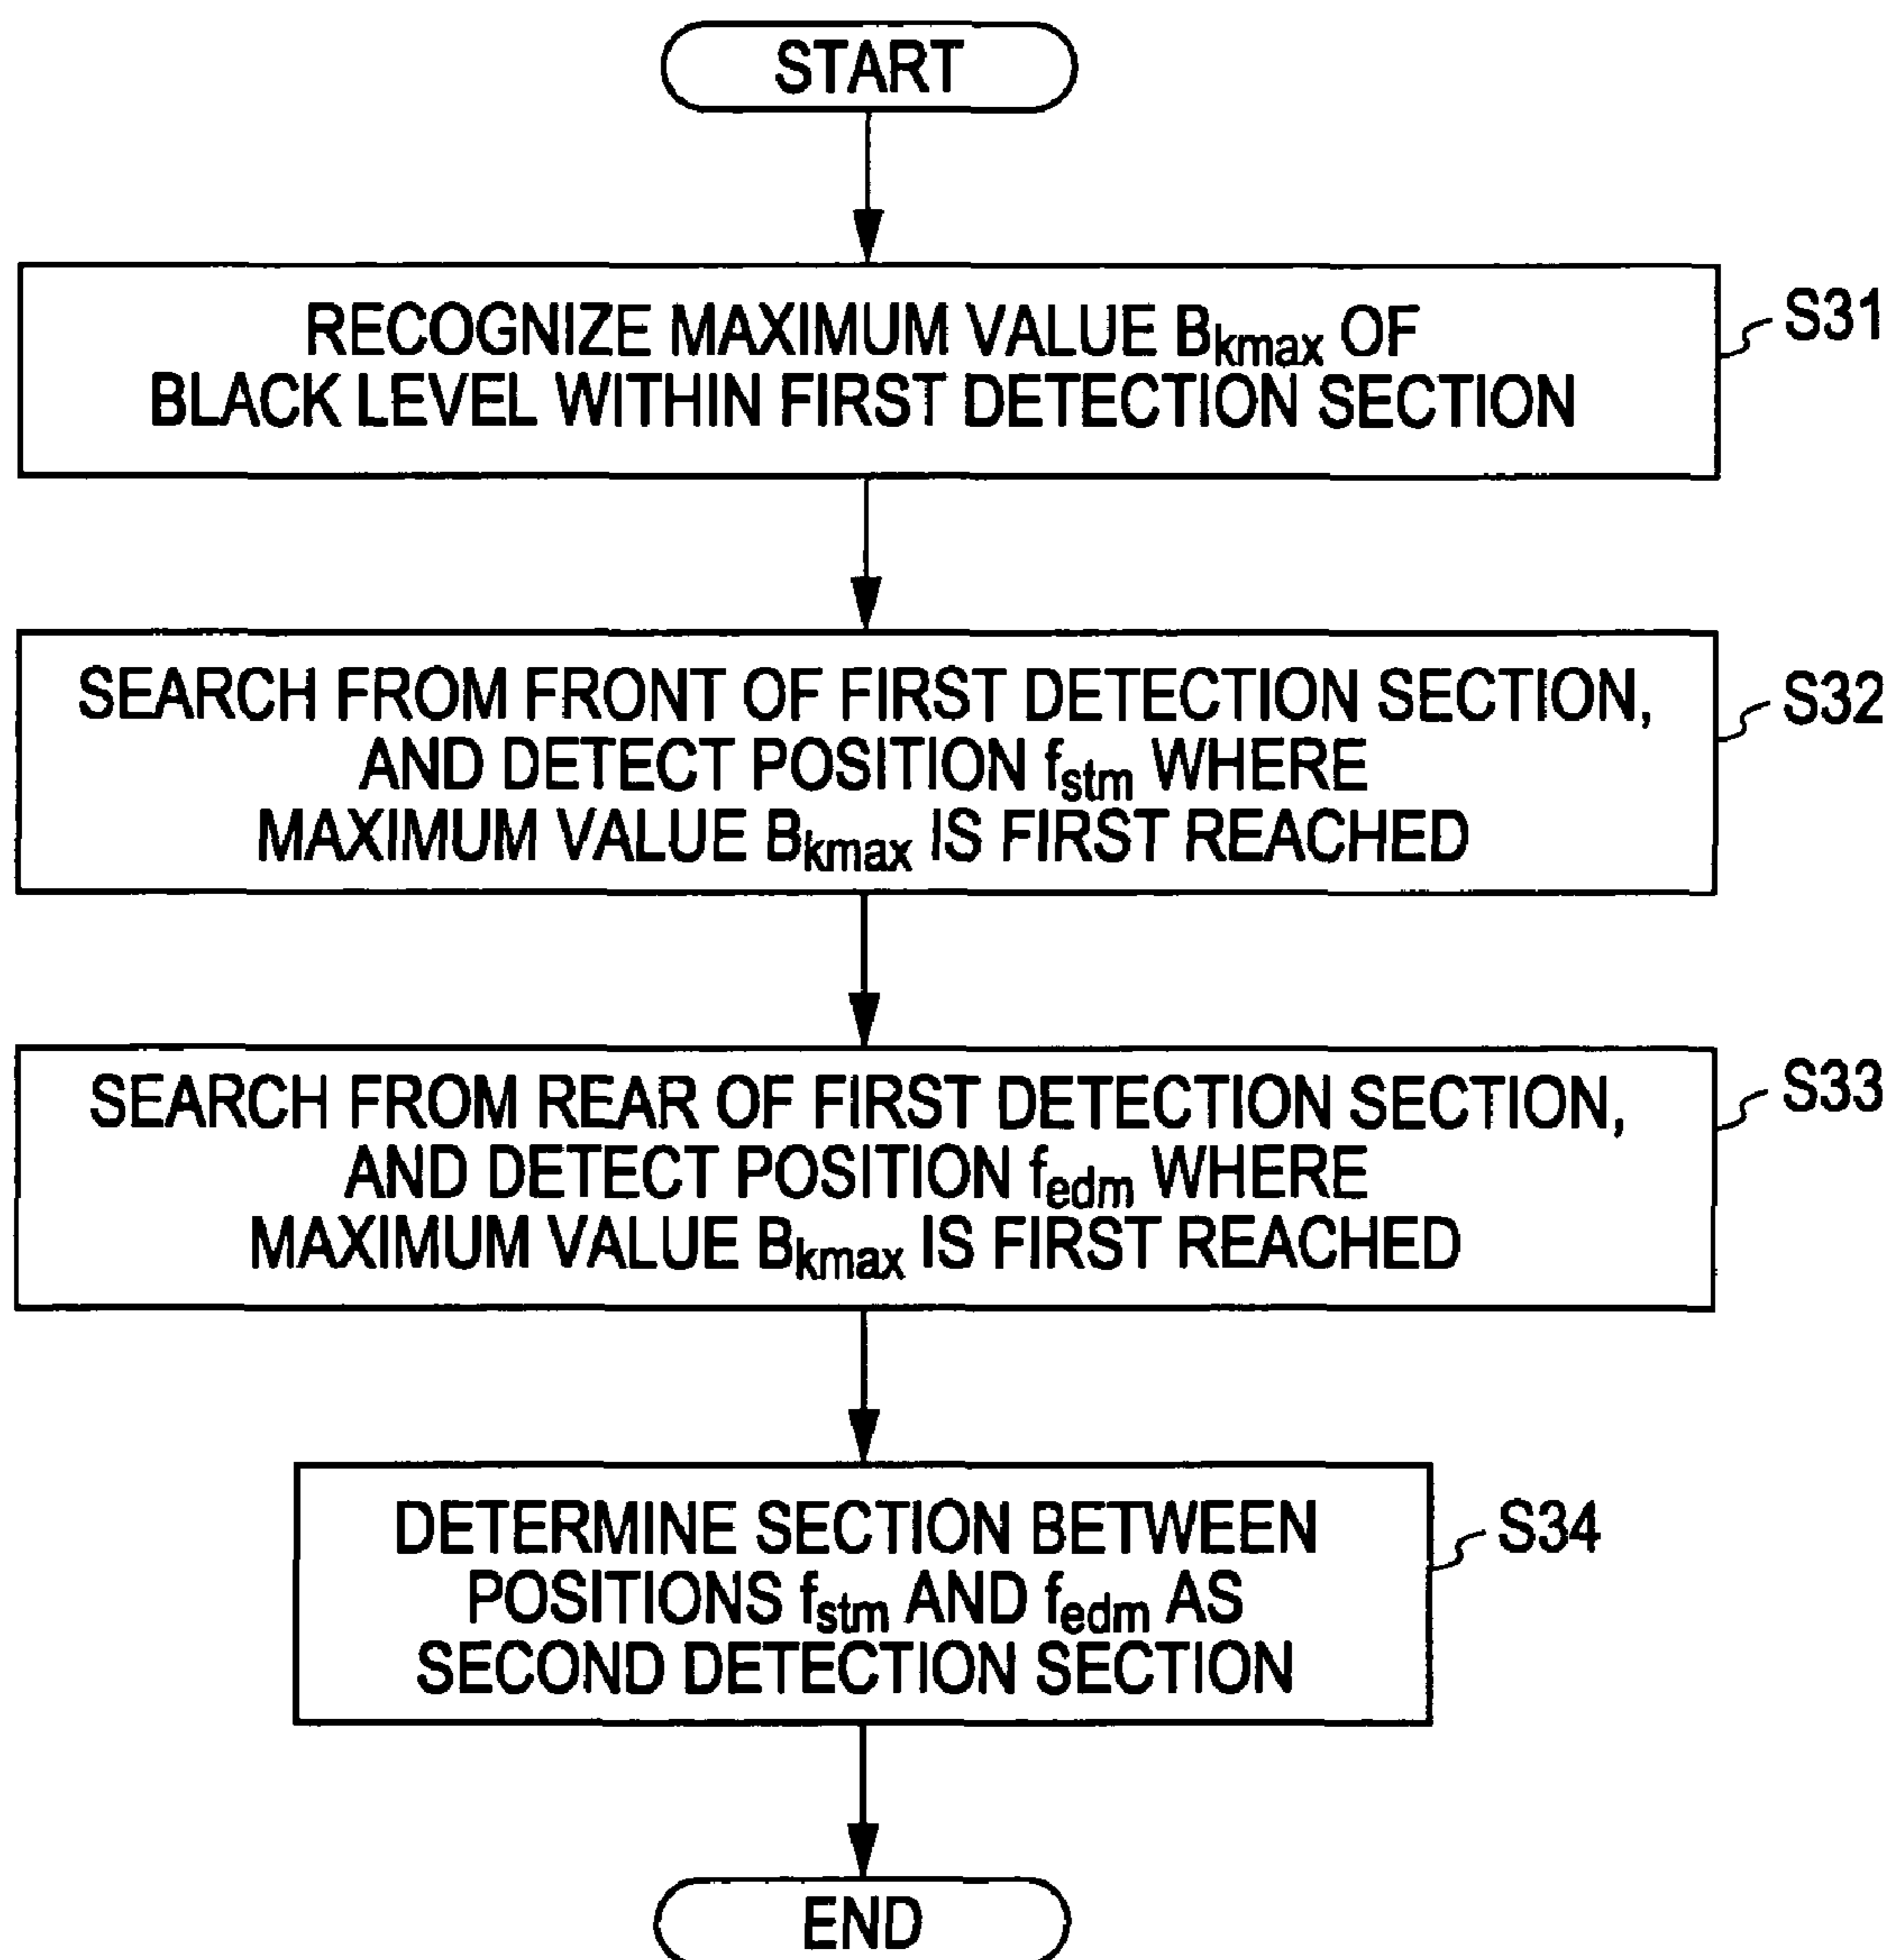 START
RECOGNIZE MAXIMUM VALUE Bkmax OF
BLACK LEVEL WITHIN FIRST DETECTION SECTION
S31
SEARCH FROM FRONT OF FIRST DETECTION SECTION,
AND DETECT POSITION fstm WHERE
MAXIMUM VALUE Bkmax IS FIRST REACHED
S32
SEARCH FROM REAR OF FIRST DETECTION SECTION,
AND DETECT POSITION fedm WHERE
MAXIMUM VALUE Bkmax IS FIRST REACHED
S33
DETERMINE SECTION BETWEEN
POSITIONS fstm AND fedm AS
SECOND DETECTION SECTION
S34
END